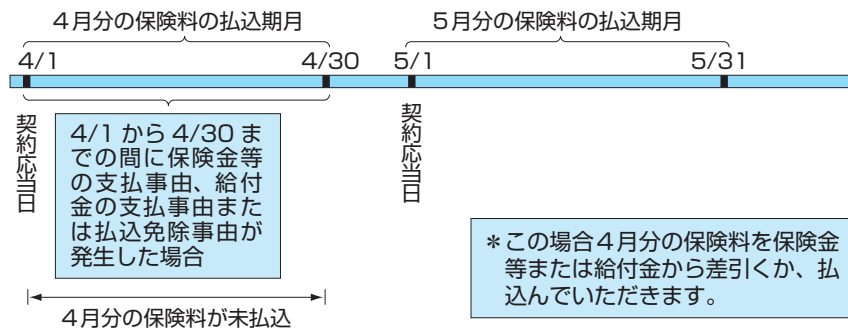 4月分の保険料の払込期月
5月分の保険料の払込期月
4/1
4/30
5/1
5/31
契約応当日
4/1 から 4/30 ま
での間に保険金等
の支払事由、給付
金の支払事由また
は払込免除事由が
発生した場合
契約応当日
4月分の保険料が未払込
＊この場合4月分の保険料を保険金
等または給付金から差引くか、払
込んでいただきます。